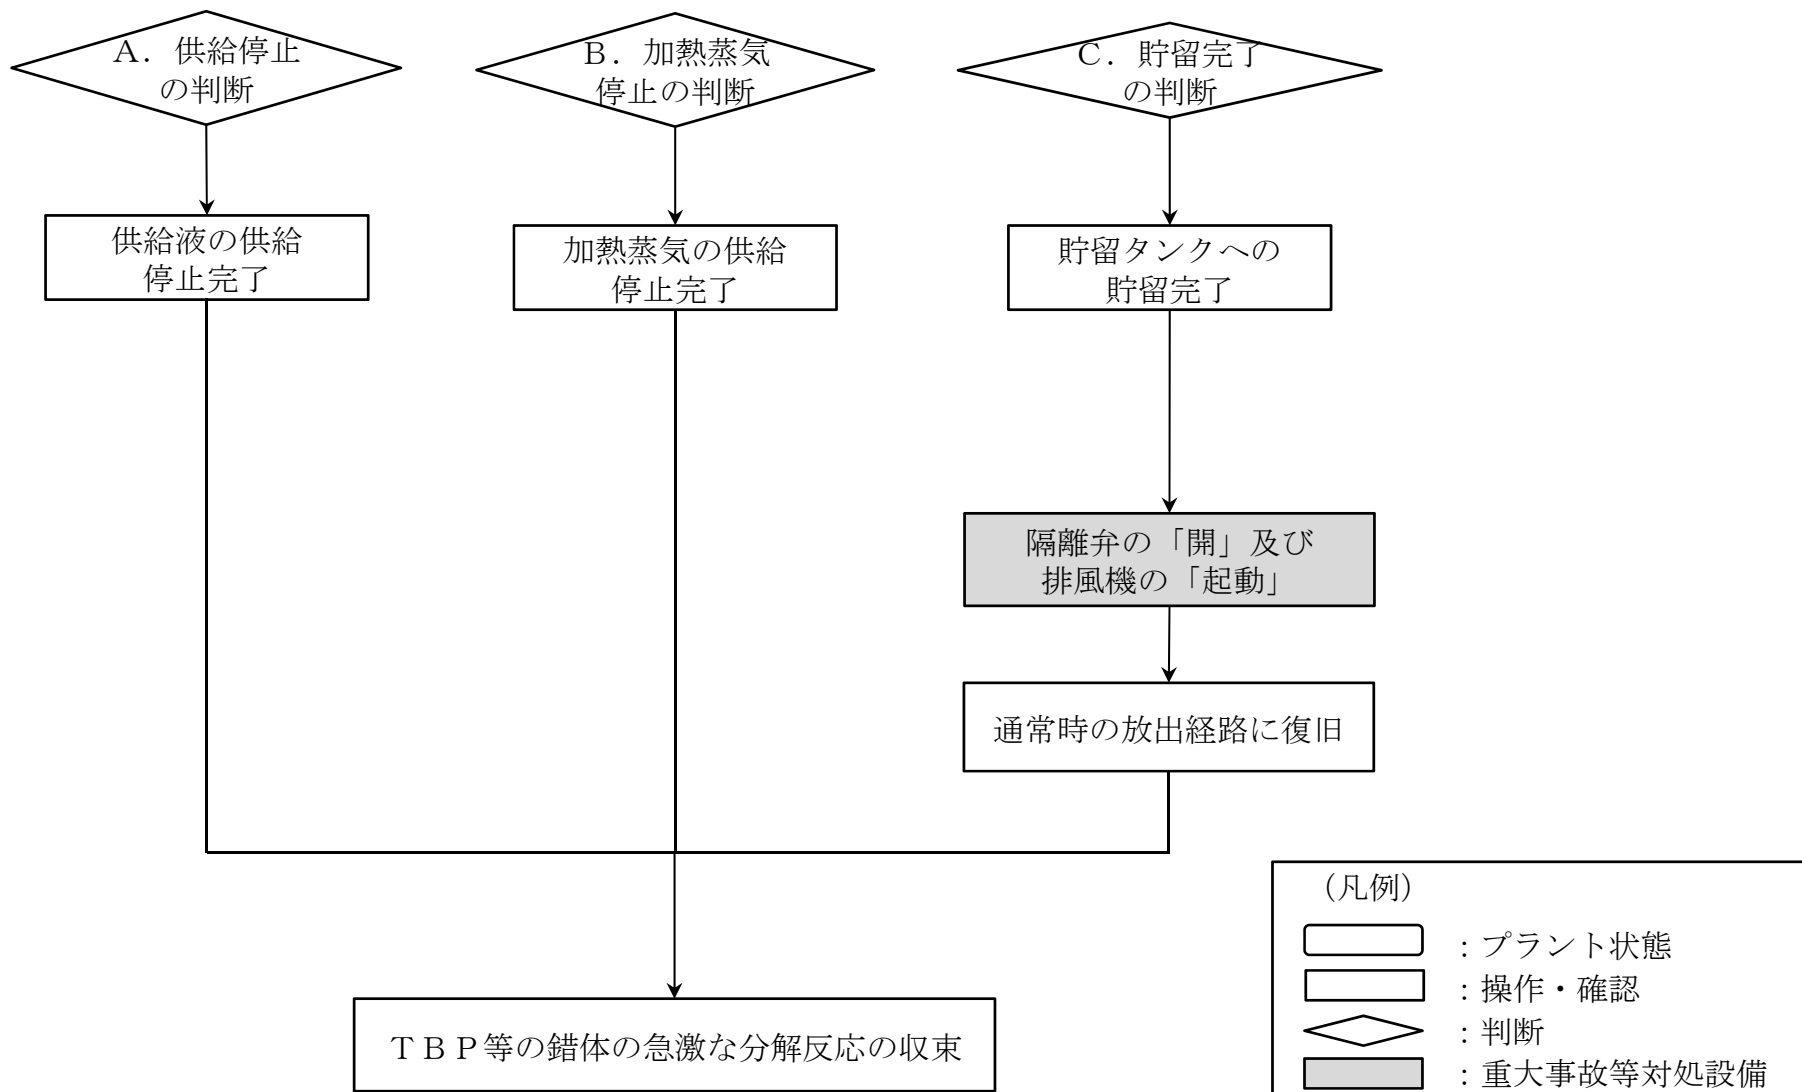 A．供給停止
の判断
B．加熱蒸気
停止の判断
C．貯留完了
の判断
供給液の供給
停止完了
加熱蒸気の供給
停止完了
貯留タンクへの
貯留完了
隔離弁の「開」及び
排風機の「起動」
通常時の放出経路に復旧
ＴＢＰ等の錯体の急激な分解反応の収束
（凡例）
：プラント状態
：操作・確認
：判断
：重大事故等対処設備